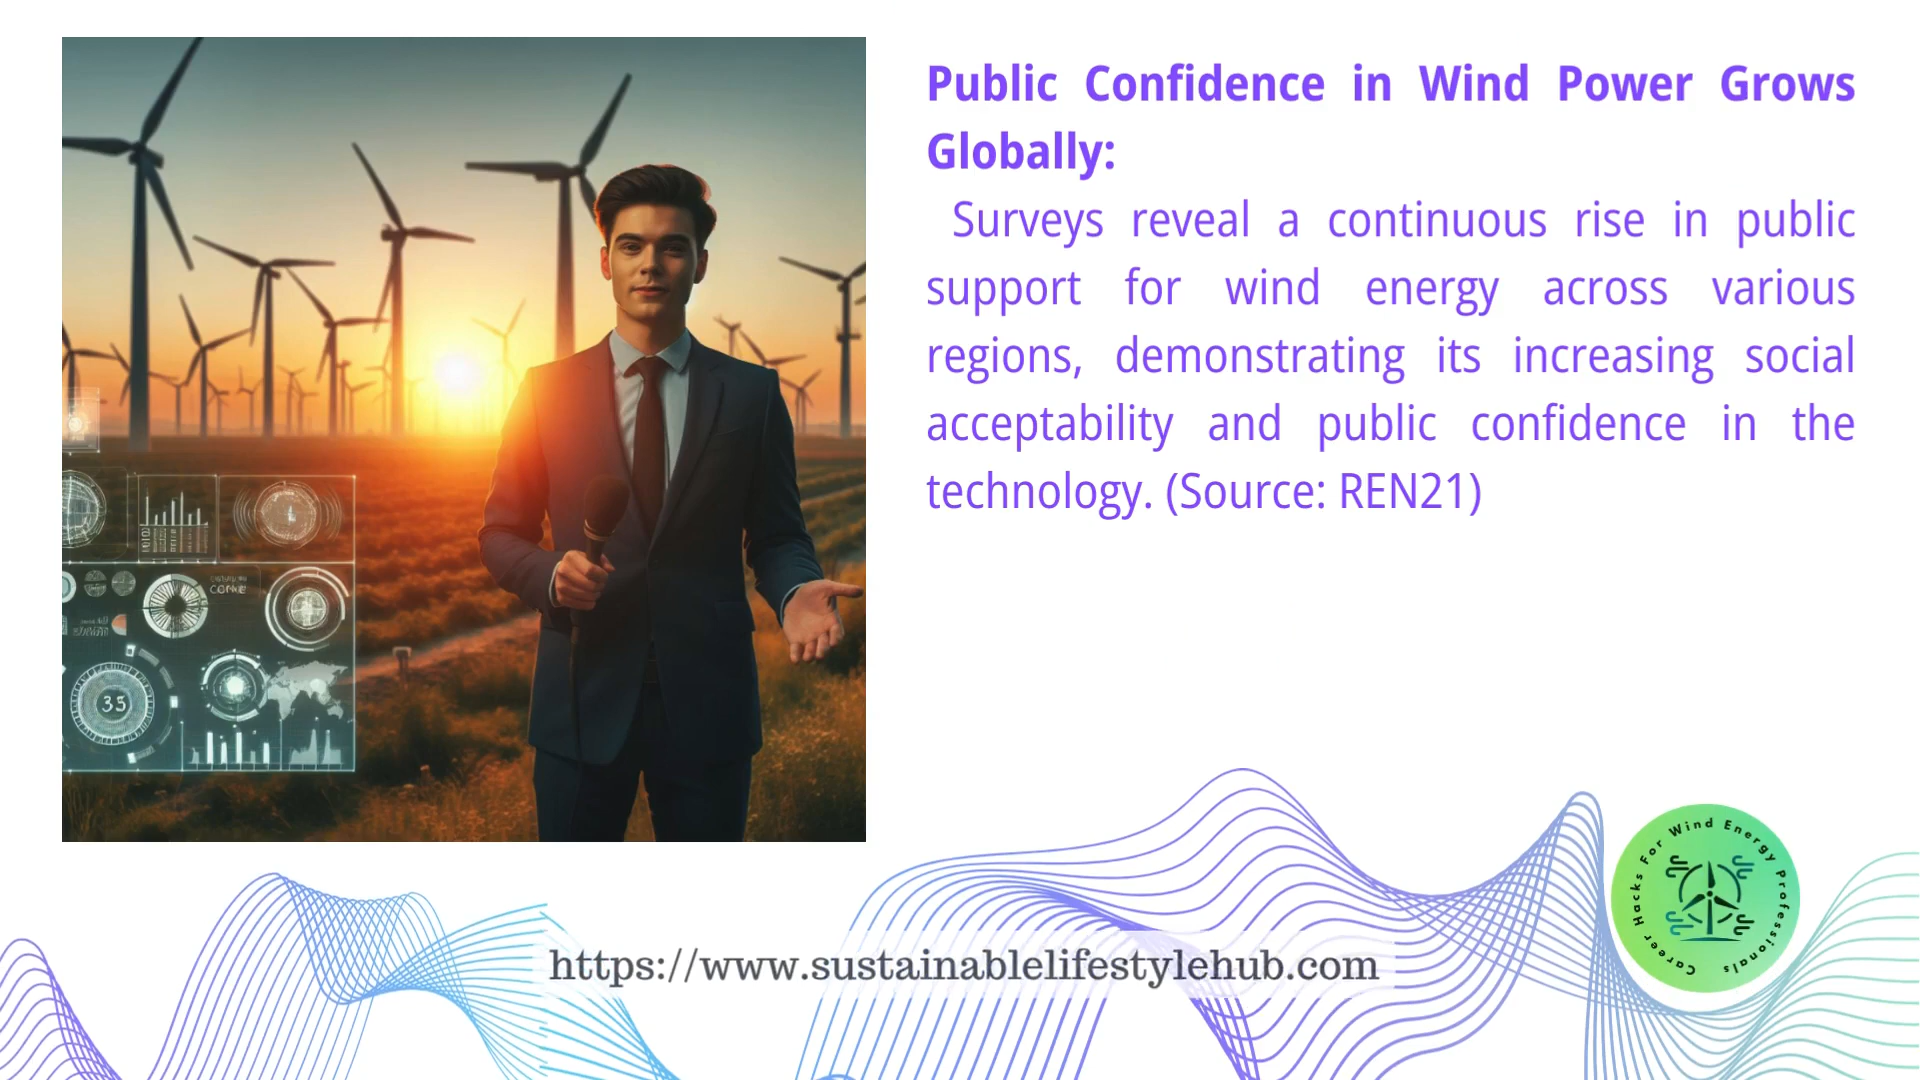 Public Confidence in Wind Power Grows
Globally:
Surveys reveal a continuous rise in public
support for wind energy across various
regions, demonstrating its increasing social
acceptability and public confidence in the
technology. (Source: REN21)
35
https://www.sustainablelifestylehub.com
Career Hacks For Wind Energy Professionals